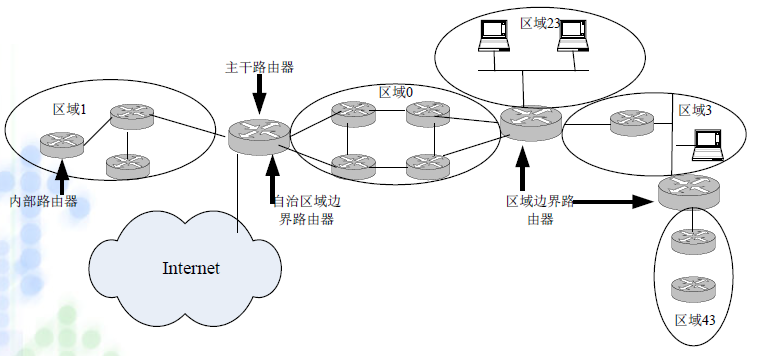 区域23
主干路由器
区域1
区域0
区域3
内部路由器
自治区域边
界路由器
区域边界路
由器
Internet
区域43